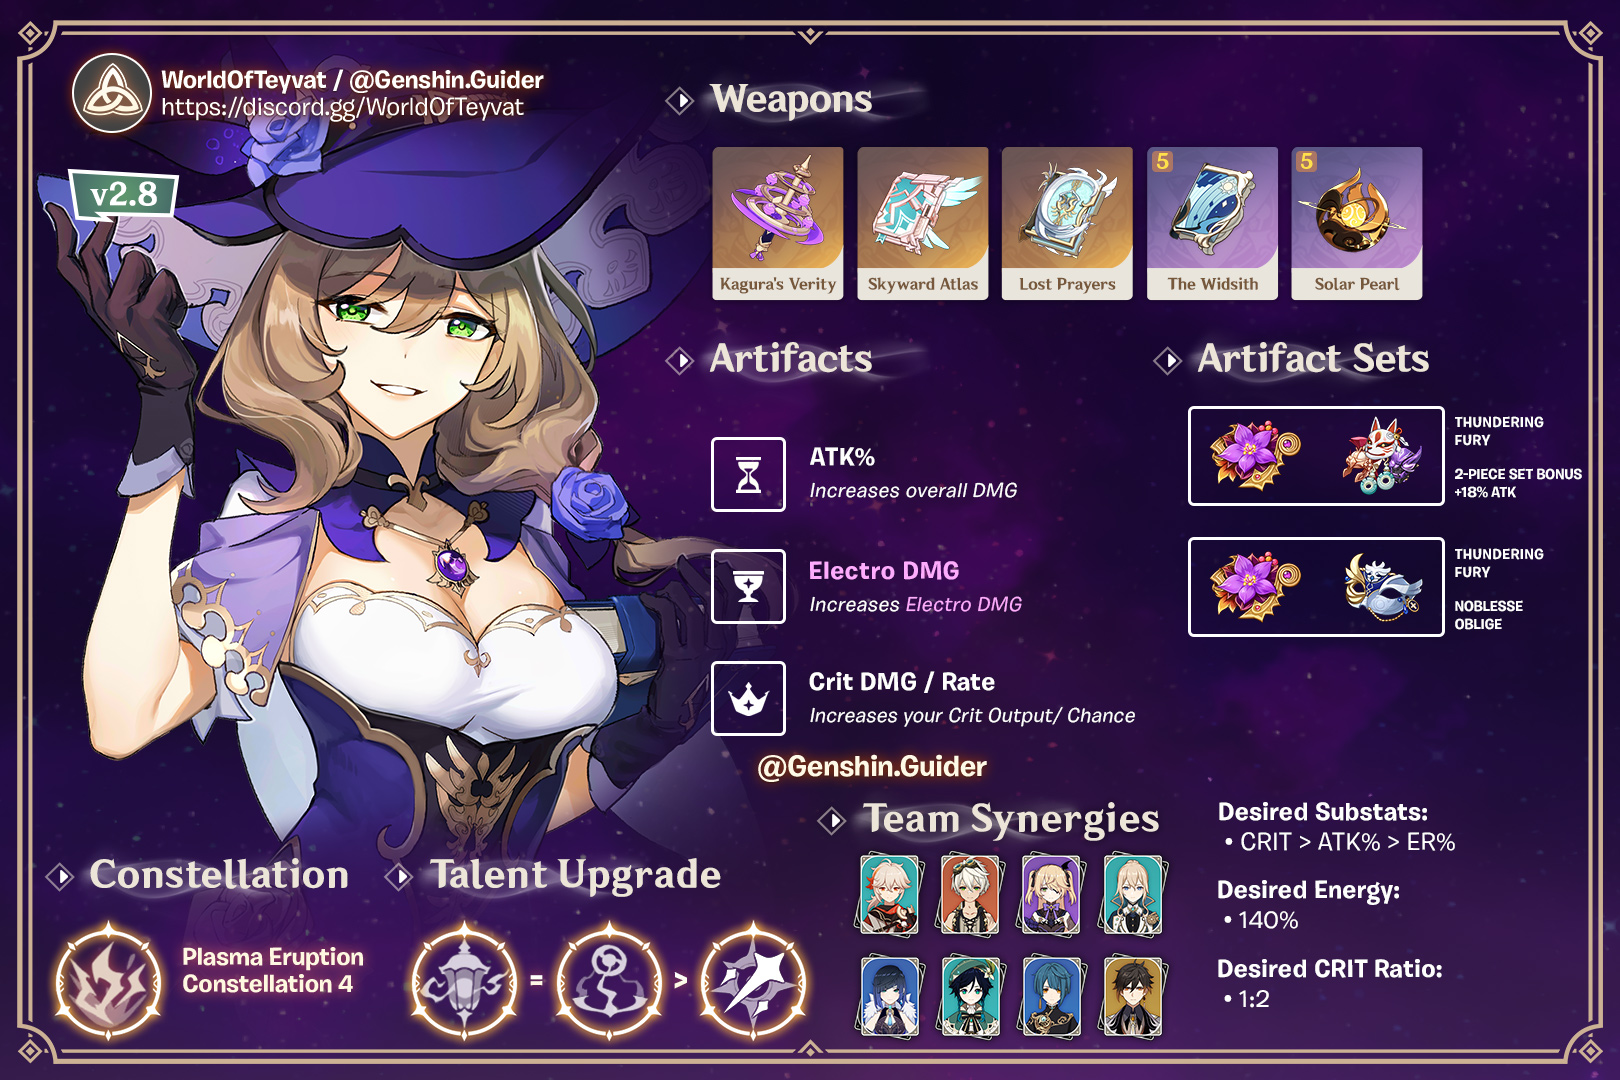 WorldOfTeyvat / @Genshin.Guider
https://discord.gg/WorldOfTeyvat
v2.8
Weapons
Kagura's Verity
Skyward Atlas
Lost Prayers
5
The Widsith
5
Solar Pearl
Artifacts
ATK%
Increases overall DMG
Electro DMG
Increases Electro DMG
Crit DMG / Rate
Increases your Crit Output/ Chance
@Genshin.Guider
Artifact Sets
THUNDERING
FURY
2-PIECE SET BONUS
+18% ATK
THUNDERING
FURY
NOBLESSE
OBLIGE
Constellation
Plasma Eruption
Constellation 4
Talent Upgrade
= >
Team Synergies
Desired Substats:
• CRIT > ATK% > ER%
Desired Energy:
• 140%
Desired CRIT Ratio:
• 1:2